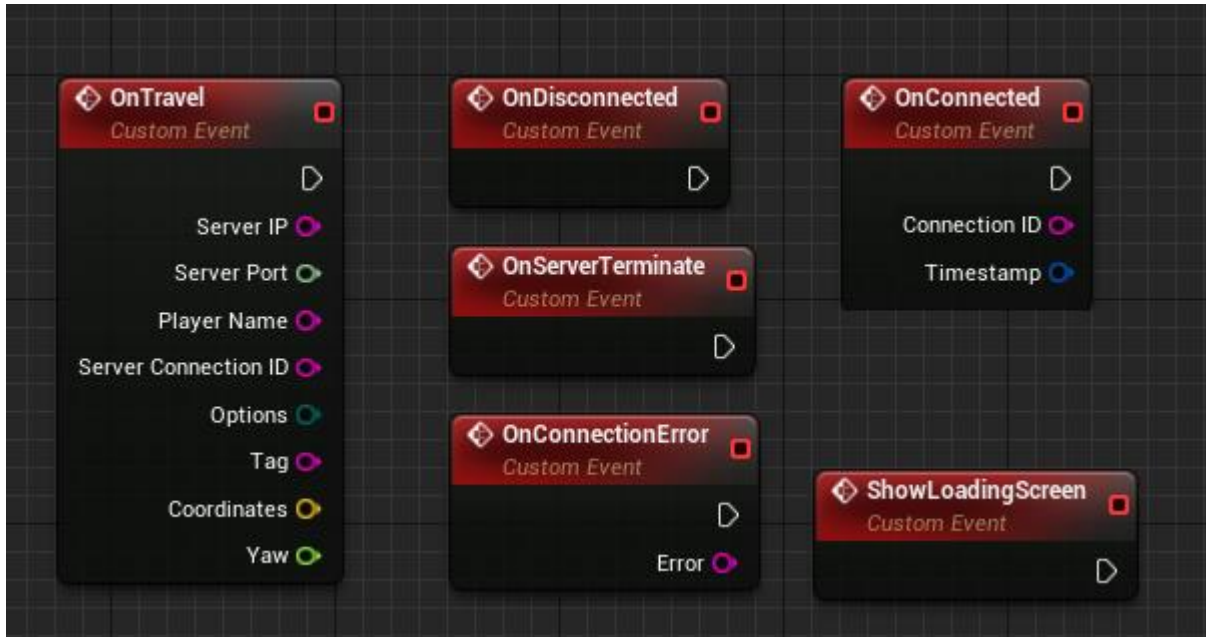 OnTravel
Custom Event
Server IP
Server Port
Player Name
Server Connection ID
Options
Tag
Coordinates
Yaw
OnDisconnected
Custom Event
OnServerTerminate
Custom Event
OnConnectionError
Custom Event
Error
OnConnected
Custom Event
Connection ID
Timestamp
ShowLoadingScreen
Custom Event